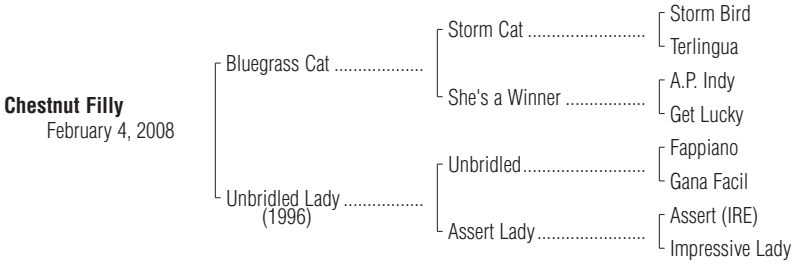 Storm Bird
Storm Cat ..........................
Terlingua
Bluegrass Cat ...................
A.P. Indy
She's a Winner .................
Get Lucky
Chestnut Filly
February 4, 2008
Fappiano
Unbridled..........................
Gana Facil
Unbridled Lady .................
(1996)
Assert (IRE)
Assert Lady.......................
Impressive Lady